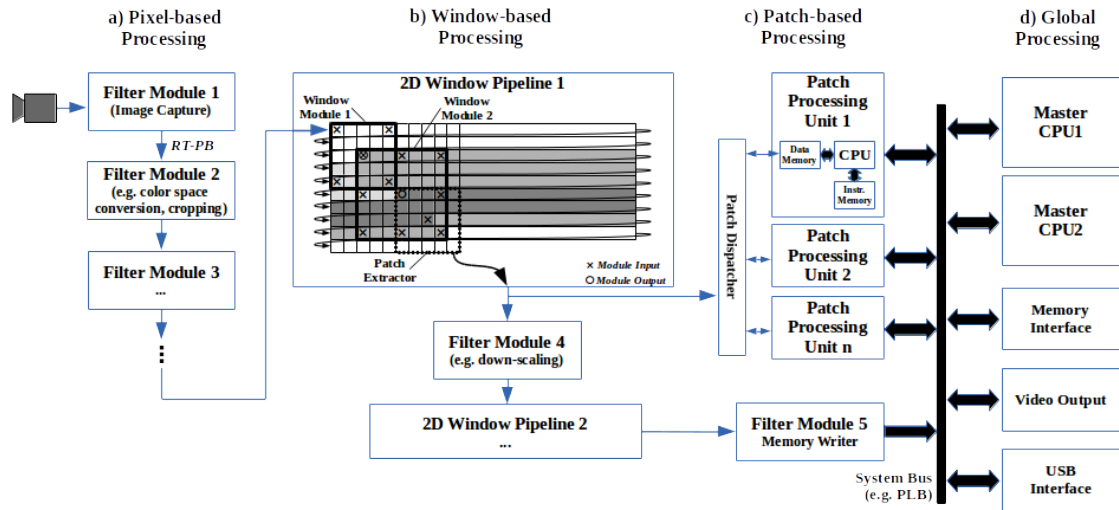 a) Pixel-based
Processing
b) Window-based
Processing
c) Patch-based
Processing
d) Global
Processing
Filter Module 1
(Image Capture)
RT-PB
Filter Module 2
(e.g. color space
conversion, cropping)
Filter Module 3
...
2D Window Pipeline 1
Window
Module 1
Window
Module 2
Patch
Extractor
× Module Input
○ Module Output
Filter Module 4
(e.g. down-scaling)
2D Window Pipeline 2
...
Patch Dispatcher
Patch
Processing
Unit 1
Data
Memory
CPU
Instr.
Memory
Patch
Processing
Unit 2
Patch
Processing
Unit n
Filter Module 5
Memory Writer
System Bus
(e.g. PLB)
Master
CPU1
Master
CPU2
Memory
Interface
Video Output
USB
Interface